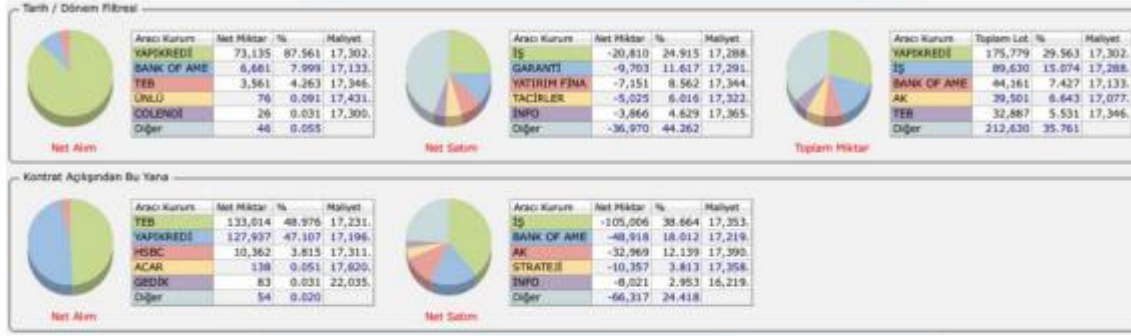 Tarih / Dönem Filtresi
Aracı Kurum Net Miktar % Maliyet
YAPIKREDİ 73,135 87.561 17,302.
BANK OF AME 6,681 7.999 17,133.
TEB 3,561 4.263 17,346.
ÜNLÜ 76 0.091 17,431.
COLENDİ 26 0.031 17,300.
Diğer 46 0.055
Net Alım
Aracı Kurum Net Miktar % Maliyet
İŞ -20,810 24.915 17,288.
GARANTİ -9,703 11.617 17,291.
YATIRIM FİNA -7,151 8.562 17,344.
TACİRLER -5,025 6.016 17,322.
INFO -3,866 4.629 17,365.
Diğer -36,970 44.262
Net Satım
Aracı Kurum Toplam Lot % Maliyet
YAPIKREDİ 175,779 29.563 17,302.
İŞ 89,630 15.074 17,288.
BANK OF AME 44,161 7.427 17,133.
AK 39,501 6.643 17,077.
TEB 32,887 5.531 17,346.
Diğer 212,630 35.761
Toplam Miktar
Kontrat Açılışından Bu Yana
Aracı Kurum Net Miktar % Maliyet
TEB 133,014 48.976 17,231.
YAPIKREDİ 127,937 47.107 17,196.
HSBC 10,362 3.815 17,311.
ACAR 138 0.051 17,820.
GEDİK 83 0.031 22,035.
Diğer 54 0.020
Net Alım
Aracı Kurum Net Miktar % Maliyet
İŞ -105,006 38.664 17,353.
BANK OF AME -48,918 18.012 17,219.
AK -32,969 12.139 17,390.
STRATEJİ -10,357 3.813 17,358.
INFO -8,021 2.953 16,219.
Diğer -66,317 24.418
Net Satım